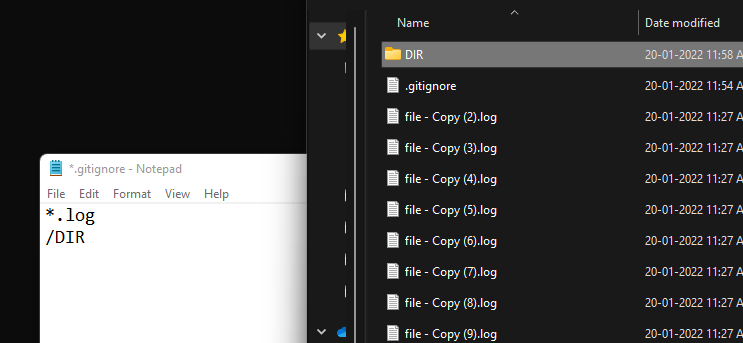 *.gitignore - Notepad
File Edit Format View Help
*.log
/DIR
Name Date modified
DIR 20-01-2022 11:58 A
.gitignore 20-01-2022 11:54 A
file - Copy (2).log 20-01-2022 11:27 A
file - Copy (3).log 20-01-2022 11:27 A
file - Copy (4).log 20-01-2022 11:27 A
file - Copy (5).log 20-01-2022 11:27 A
file - Copy (6).log 20-01-2022 11:27 A
file - Copy (7).log 20-01-2022 11:27 A
file - Copy (8).log 20-01-2022 11:27 A
file - Copy (9).log 20-01-2022 11:27 A